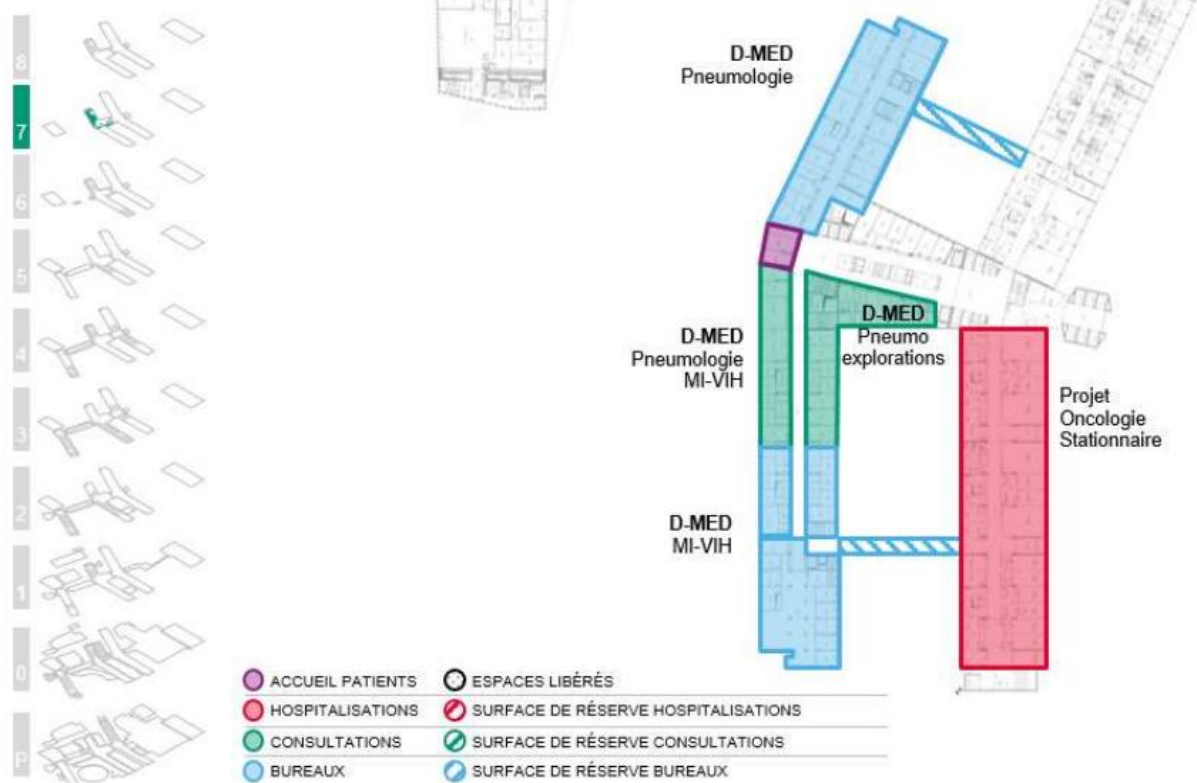 8
7
6
5
4
3
2
1
0
D-MED
Pneumologie
D-MED
Pneumo
explorations
D-MED
Pneumologie
MI-VIH
Projet
Oncologie
Stationnaire
D-MED
MI-VIH
ACCUEIL PATIENTS
ESPACES LIBÉRÉS
HOSPITALISATIONS
SURFACE DE RÉSERVE HOSPITALISATIONS
CONSULTATIONS
SURFACE DE RÉSERVE CONSULTATIONS
BUREAUX
SURFACE DE RÉSERVE BUREAUX